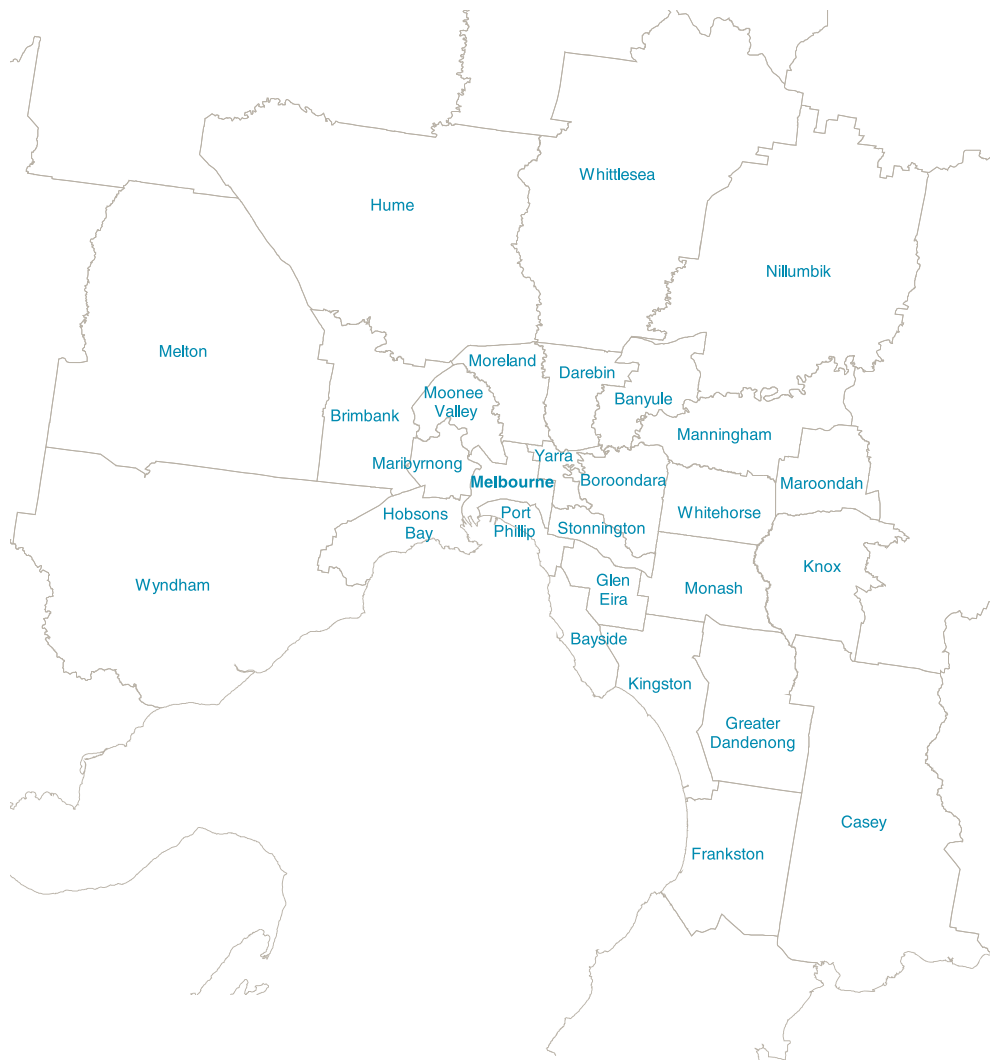 Whittlesea
Hume
Nillumbik
Melton
Moreland
Darebin
Moonee
Valley
Banyule
Brimbank
Manningham
Yarra
Maribyrnong
Melbourne
Boroondara
Maroondah
Hobsons
Bay
Port
Phillip
Whitehorse
Stonnington
Knox
Glen
Eira
Monash
Wyndham
Bayside
Kingston
Greater
Dandenong
Casey
Frankston